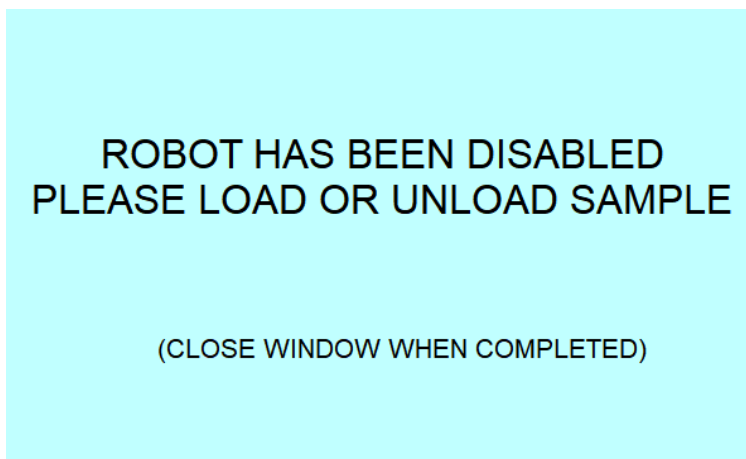 ROBOT HAS BEEN DISABLED
PLEASE LOAD OR UNLOAD SAMPLE
(CLOSE WINDOW WHEN COMPLETED)